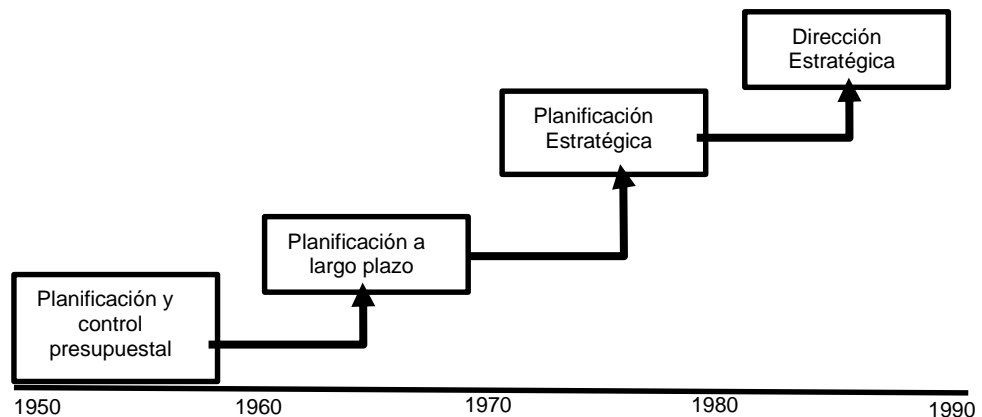 Dirección
Estratégica
Planificación
Estratégica
Planificación a
largo plazo
Planificación y
control
presupuestal
1950
1960
1970
1980
1990